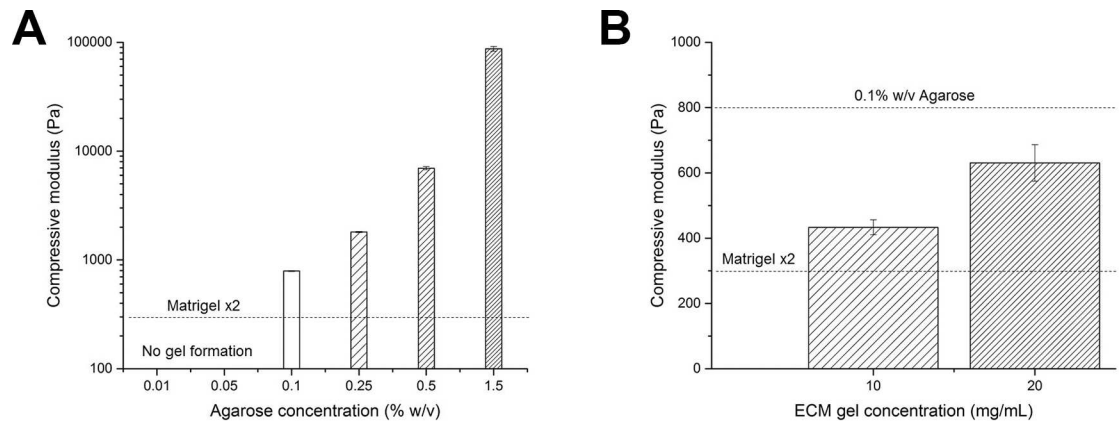 A
Compressive modulus (Pa)
100000
10000
1000
100
Matrigel x2
No gel formation
0.01 0.05 0.1 0.25 0.5 1.5
Agarose concentration (% w/v)
B
Compressive modulus (Pa)
1000
800
600
400
200
0
0.1% w/v Agarose
Matrigel x2
10 20
ECM gel concentration (mg/mL)